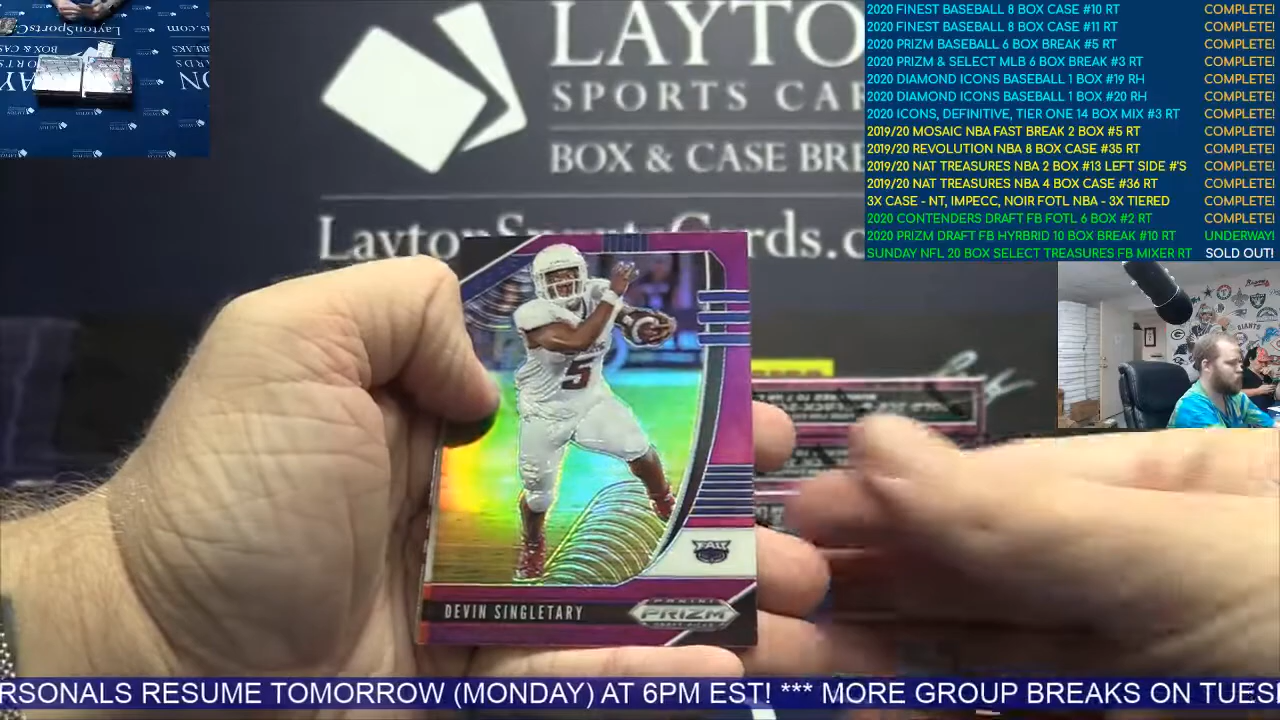 LAYTO
SPORTS CAR
BOX & CASE BRE
LaytonSportsCards.c
2020 FINEST BASEBALL 8 BOX CASE #10 RT COMPLETE!
2020 FINEST BASEBALL 8 BOX CASE #11 RT COMPLETE!
2020 PRIZM BASEBALL 6 BOX BREAK #5 RT COMPLETE!
2020 PRIZM & SELECT MLB 6 BOX BREAK #3 RT COMPLETE!
2020 DIAMOND ICONS BASEBALL 1 BOX #19 RH COMPLETE!
2020 DIAMOND ICONS BASEBALL 1 BOX #20 RH COMPLETE!
2020 ICONS, DEFINITIVE, TIER ONE 14 BOX MIX #3 RT COMPLETE!
2019/20 MOSAIC NBA FAST BREAK 2 BOX #5 RT COMPLETE!
2019/20 REVOLUTION NBA 8 BOX CASE #35 RT COMPLETE!
2019/20 NAT TREASURES NBA 2 BOX #13 LEFT SIDE #'S COMPLETE!
2019/20 NAT TREASURES NBA 4 BOX CASE #36 RT COMPLETE!
3X CASE - NT, IMPECC, NOIR FOTL NBA - 3X TIERED COMPLETE!
2020 CONTENDERS DRAFT FB FOTL 6 BOX #2 RT COMPLETE!
2020 PRIZM DRAFT FB HYRBRID 10 BOX BREAK #10 RT UNDERWAY!
SUNDAY NFL 20 BOX SELECT TREASURES FB MIXER RT SOLD OUT!
5
FAU
DEVIN SINGLETARY
PANINI
PRIZM
DRAFT PICKS
RSONALS RESUME TOMORROW (MONDAY) AT 6PM EST! *** MORE GROUP BREAKS ON TUES